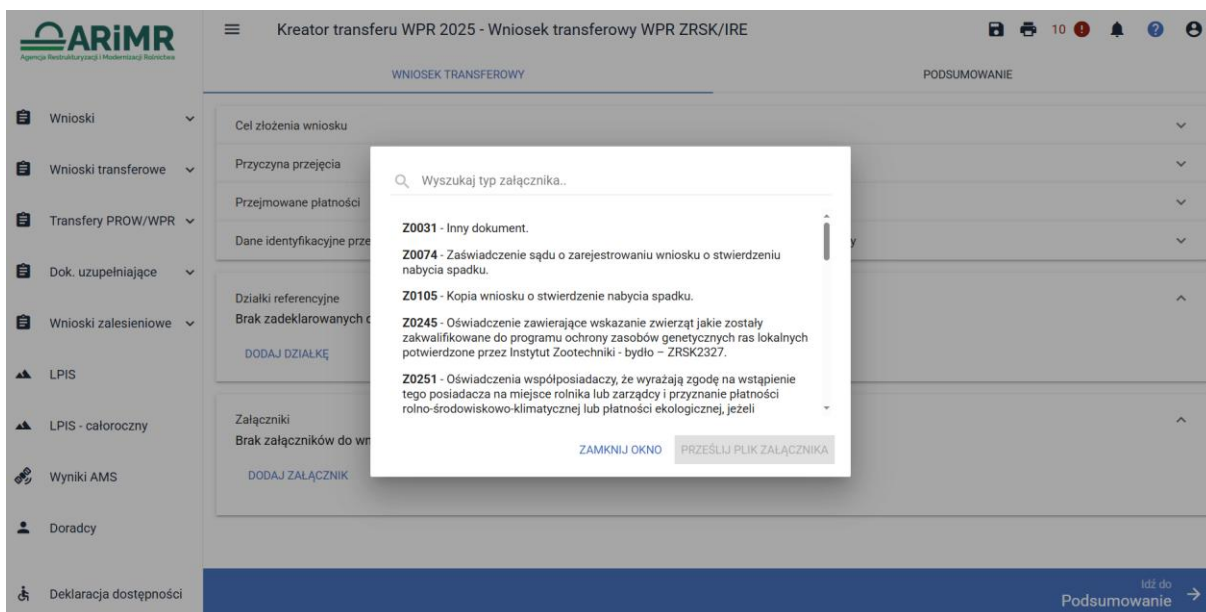 ARiMR
Agencja Restrukturyzacji i Modernizacji Rolnictwa
Kreator transferu WPR 2025 - Wniosek transferowy WPR ZRSK/IRE
10
WNIOSEK TRANSFEROWY
PODSUMOWANIE
Wnioski
Wnioski transferowe
Transfery PROW/WPR
Dok. uzupełniające
Wnioski zalesieniowe
LPIS
LPIS - całoroczny
Wyniki AMS
Doradcy
Deklaracja dostępności
Cel złożenia wniosku
Przyczyna przejęcia
Przejmowane płatności
Dane identyfikacyjne prze
y
Działki referencyjne
Brak zadeklarowanych
DODAJ DZIAŁKĘ
Załączniki
Brak załączników do wn
DODAJ ZAŁĄCZNIK
Wyszukaj typ załącznika..
Z0031 - Inny dokument.
Z0074 - Zaświadczenie sądu o zarejestrowaniu wniosku o stwierdzeniu
nabycia spadku.
Z0105 - Kopia wniosku o stwierdzenie nabycia spadku.
Z0245 - Oświadczenie zawierające wskazanie zwierząt jakie zostały
zakwalifikowane do programu ochrony zasobów genetycznych ras lokalnych
potwierdzone przez Instytut Zootechniki - bydło – ZRSK2327.
Z0251 - Oświadczenia współposiadaczy, że wyrażają zgodę na wstąpienie
tego posiadacza na miejsce rolnika lub zarządcy i przyznanie płatności
rolno-środowiskowo-klimatycznej lub płatności ekologicznej, jeżeli
ZAMKNIJ OKNO
PRZEŚLIJ PLIK ZAŁĄCZNIKA
Idź do
Podsumowanie